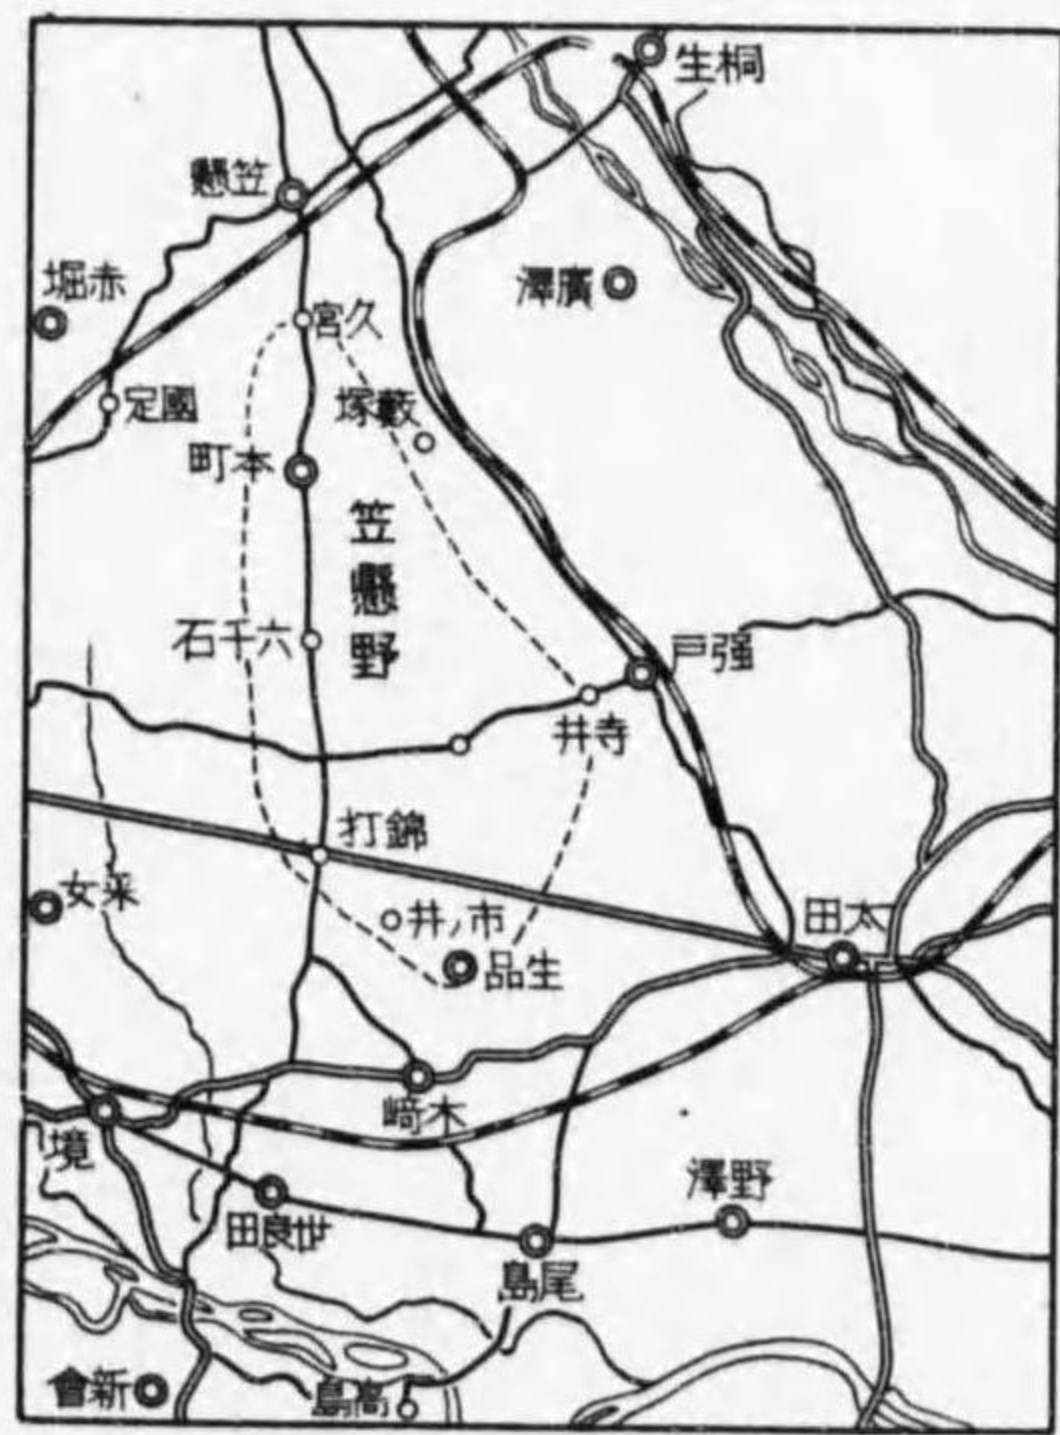 桐生
笠懸
廣澤
赤堀
久宮
國定
藪塚
本町
笠懸野
六千石
强戸
寺井
錦打
采女
市ノ井
太田
生品
木崎
境
野澤
世良田
尾島
新會
高島